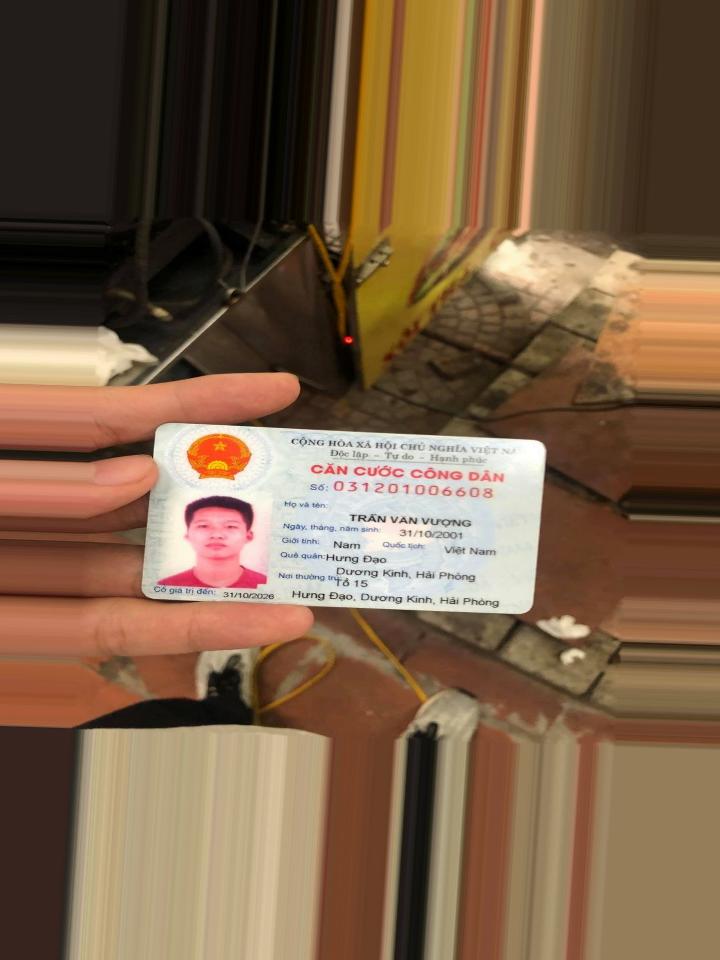 CỘNG HÒA XÃ HỘI CHỦ NGHĨA VIỆT NA
Độc lập - Tự do - Hạnh phúc
CĂN CƯỚC CÔNG DÂN
Số: 031201006608
Họ và tên:
TRẦN VĂN VƯỢNG
Ngày, tháng, năm sinh: 31/10/2001
Giới tính: Nam Quốc tịch: Việt Nam
Quê quán: Hưng Đạo
Dương Kinh, Hải Phòng
Nơi thường trú: Tổ 15
Hưng Đạo, Dương Kinh, Hải Phòng
Có giá trị đến: 31/10/2026